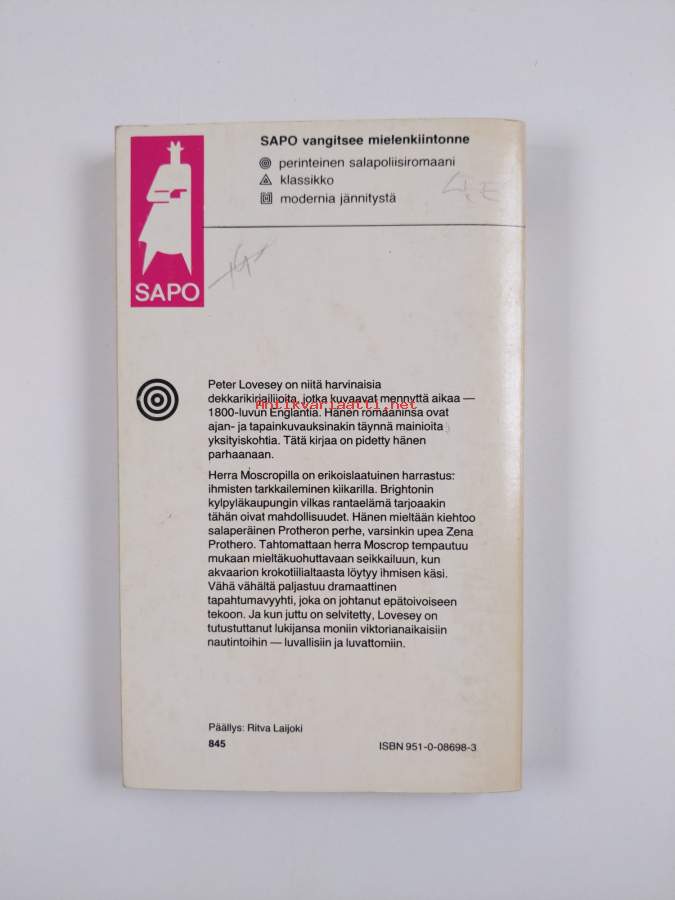 SAPO vangitsee mielenkiintonne
perinteinen salapoliisiromaani
klassikko
modernia jännitystä
SAPO
Peter Lovesey on niitä harvinaisia
dekkarikirjailijoita, jotka kuvaavat mennyttä aikaa —
Antikvariaatti.net
1800-luvun Englantia. Hänen romaaninsa ovat
ajan- ja tapainkuvauksinakin täynnä mainioita
yksityiskohtia. Tätä kirjaa on pidetty hänen
parhaanaan.
Herra Moscropilla on erikoislaatuinen harrastus:
ihmisten tarkkaileminen kiikarilla. Brightonin
kylpyläkaupungin vilkas rantaelämä tarjoaakin
tähän oivat mahdollisuudet. Hänen mieltään kiehtoo
salaperäinen Protheron perhe, varsinkin upea Zena
Prothero. Tahtomattaan herra Moscrop tempautuu
mukaan mieltäkuohuttavaan seikkailuun, kun
akvaarion krokotiilialtaasta löytyy ihmisen käsi.
Vähä vähältä paljastuu dramaattinen
tapahtumavyyhti, joka on johtanut epätoivoiseen
tekoon. Ja kun juttu on selvitetty, Lovesey on
tutustuttanut lukijansa moniin viktorianaikaisiin
nautintoihin — luvallisiin ja luvattomiin.
Päällys: Ritva Laijoki
845
ISBN 951-0-08698-3